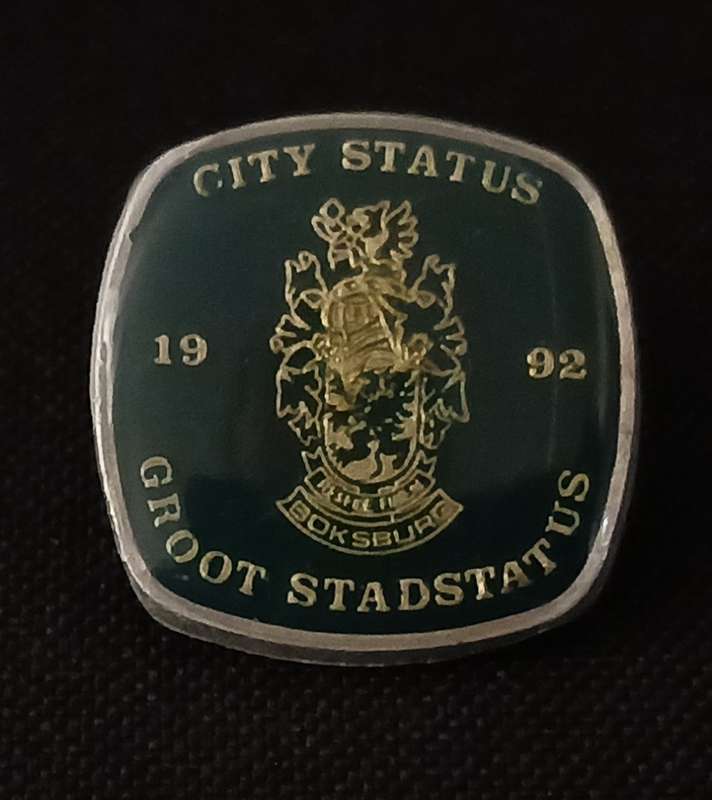 CITY STATUS
19 92
BOKSBURG
GROOT STADSTATUS